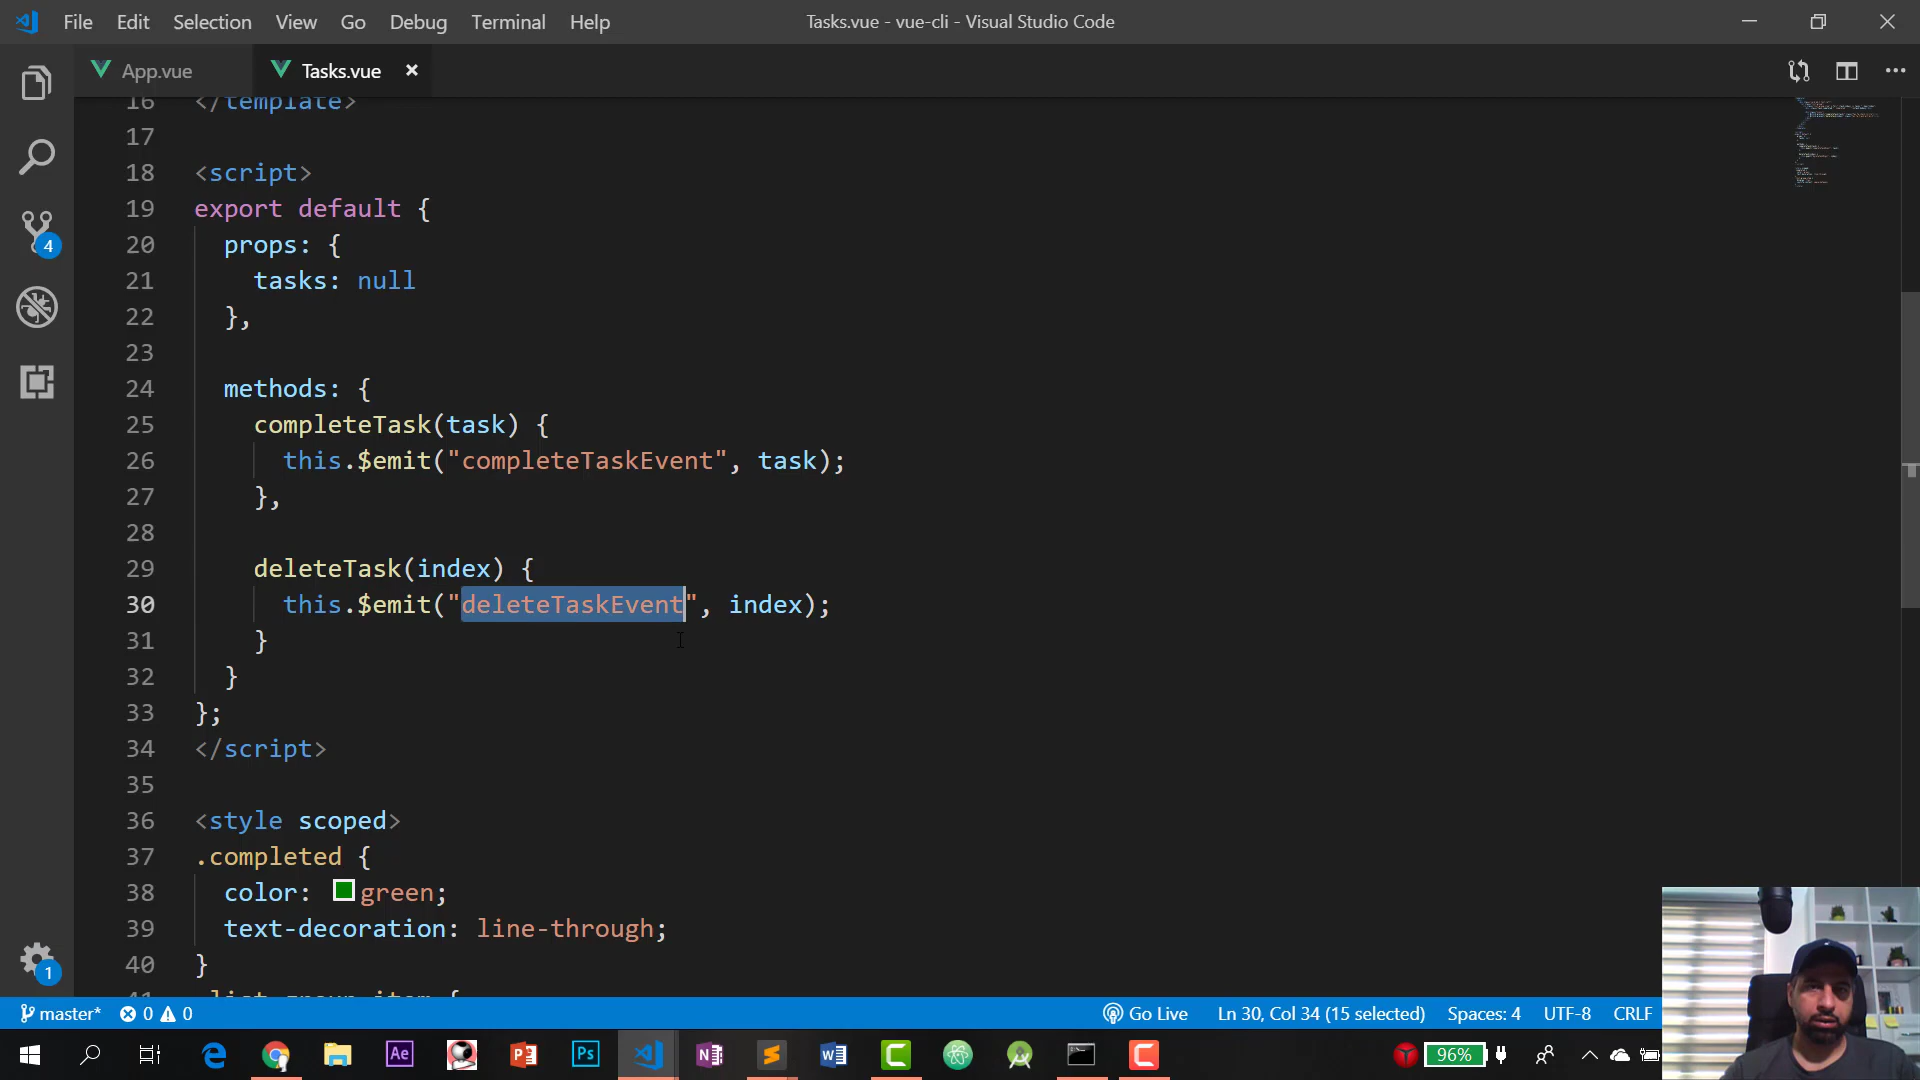 File Edit Selection View Go Debug Terminal Help
Tasks.vue - vue-cli - Visual Studio Code
App.vue
Tasks.vue
16 </template>
17
18 <script>
19 export default {
20 props: {
21 tasks: null
22 },
23
24 methods: {
25 completeTask(task) {
26 this.$emit("completeTaskEvent", task);
27 },
28
29 deleteTask(index) {
30 this.$emit("deleteTaskEvent", index);
31 }
32 }
33 };
34 </script>
35
36 <style scoped>
37 .completed {
38 color: green;
39 text-decoration: line-through;
40 }
41 .list-group-item {
4
1
master* 0 0
Go Live Ln 30, Col 34 (15 selected) Spaces: 4 UTF-8 CRLF
Ae
Ps
96%